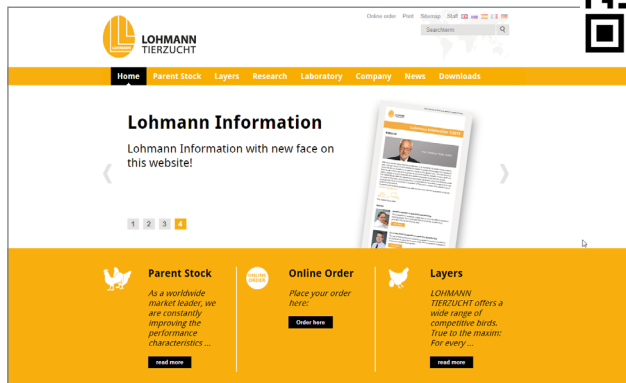 Online order Print Sitemap Staff
Searchterm
LOHMANN
LOHMANN
TIERZUCHT
Home Parent Stock Layers Research Laboratory Company News Downloads
Lohmann Information
Lohmann Information with new face on
this website!
1 2 3 4
Parent Stock
As a worldwide
market leader, we
are constantly
improving the
performance
characteristics ...
read more
ONLINE
ORDER
Online Order
Place your order
here:
Order here
Layers
LOHMANN
TIERZUCHT offers a
wide range of
competitive birds.
True to the maxim:
For every ...
read more